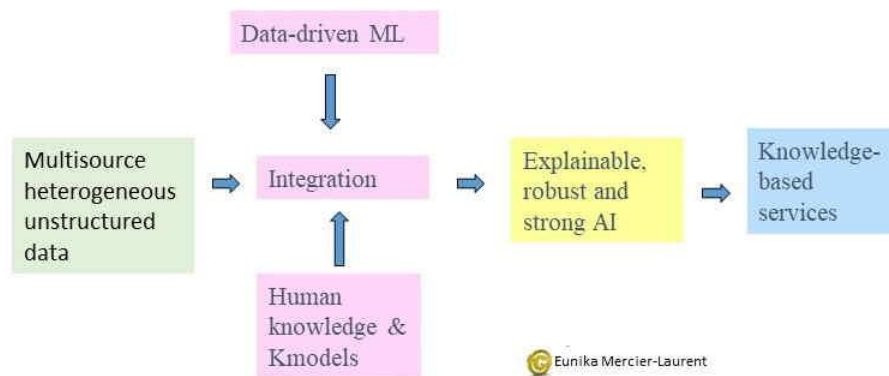 Data-driven ML
Multisource
heterogeneous
unstructured
data
Integration
Explainable,
robust and
strong AI
Knowledge-
based
services
Human
knowledge &
Kmodels
Eunika Mercier-Laurent